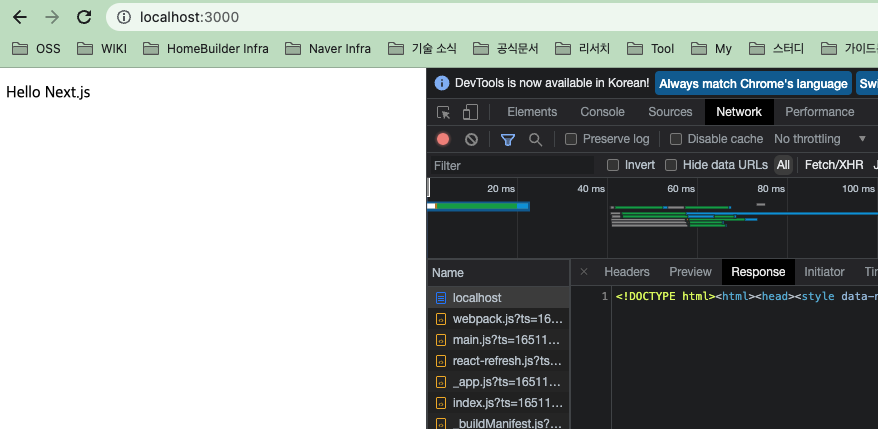 localhost:3000
OSS WIKI HomeBuilder Infra Naver Infra 기술 소식 공식문서 리서치 Tool My 스터디 가이드
Hello Next.js
DevTools is now available in Korean! Always match Chrome's language Swi
Elements Console Sources Network Performance
Preserve log Disable cache No throttling
Filter Invert Hide data URLs All Fetch/XHR J
20 ms 40 ms 60 ms 80 ms 100 ms
Name × Headers Preview Response Initiator Tin
localhost
1 <!DOCTYPE html><html><head><style data-n
webpack.js?ts=16...
main.js?ts=16511...
react-refresh.js?ts...
_app.js?ts=16511...
index.js?ts=16511...
_buildManifest.js?...